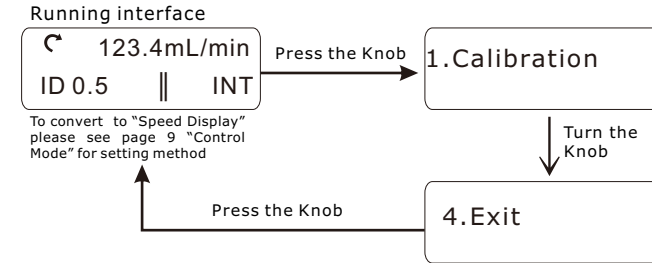 Running interface
123.4mL/min
ID 0.5 || INT
To convert to “Speed Display”
please see page 9 “Control
Mode” for setting method
Press the Knob
1.Calibration
Turn the
Knob
4.Exit
Press the Knob